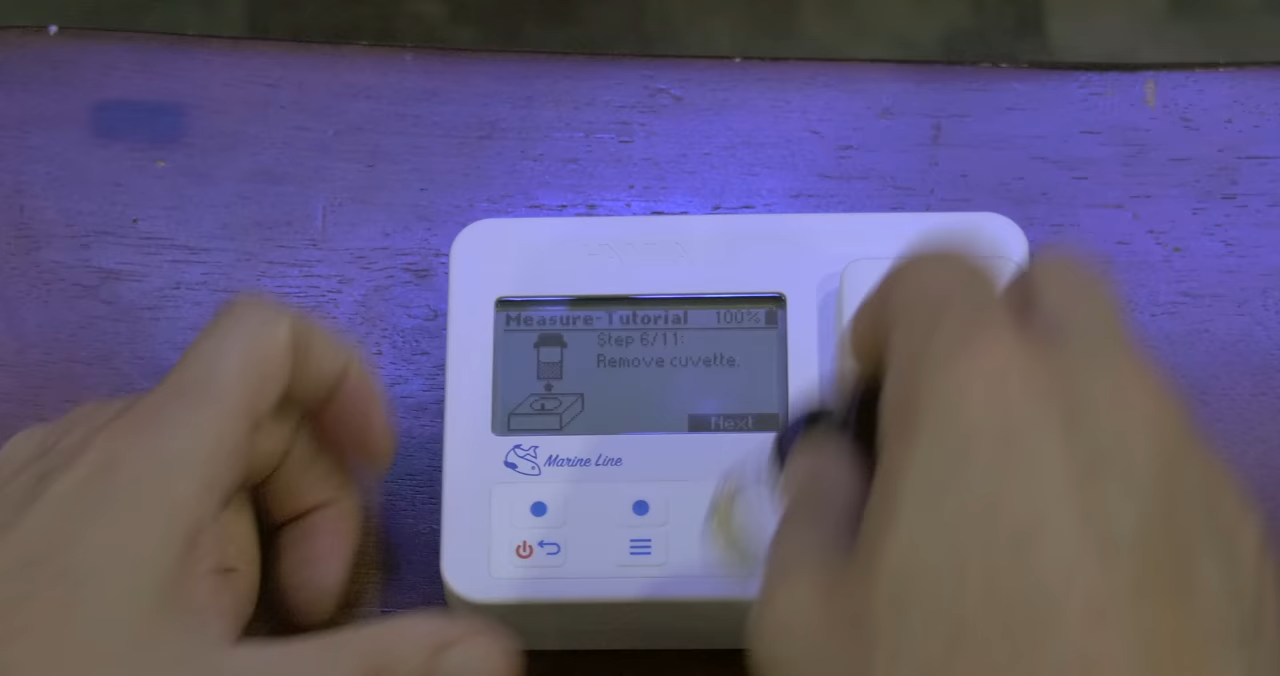 Measure-Tutorial 100%
Step 6/11:
Remove cuvette.
Next
Marine Line